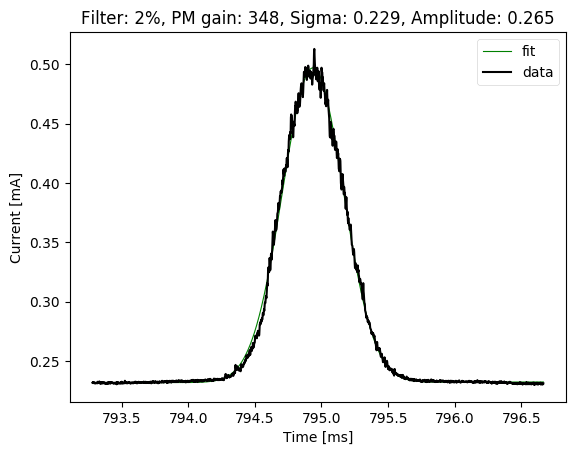 Filter: 2%, PM gain: 348, Sigma: 0.229, Amplitude: 0.265
fit
data
Current [mA]
0.50
0.45
0.40
0.35
0.30
0.25
793.5 794.0 794.5 795.0 795.5 796.0 796.5
Time [ms]